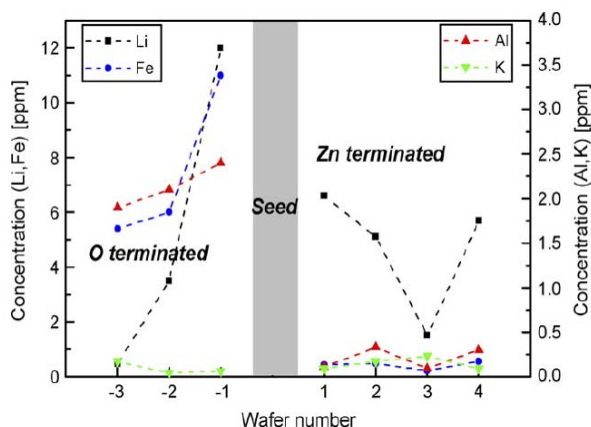 Li
Fe
Al
K
Concentration (Li,Fe) [ppm]
12
10
8
6
4
2
0
O terminated
Seed
Zn terminated
4.0
3.5
3.0
2.5
2.0
1.5
1.0
0.5
0.0
Concentration (Al,K) [ppm]
-3 -2 -1 1 2 3 4
Wafer number